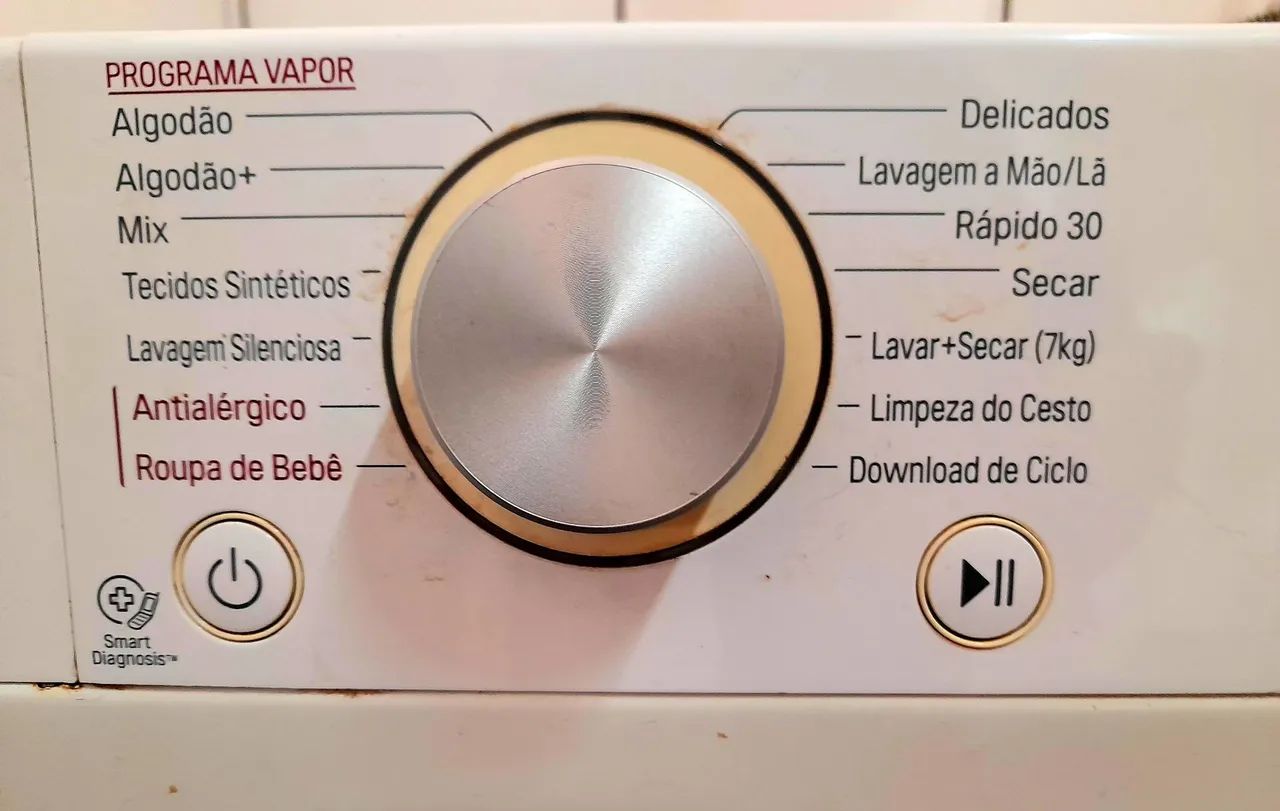 PROGRAMA VAPOR
Algodão
Algodão+
Mix
Tecidos Sintéticos
Lavagem Silenciosa
Antialérgico
Roupa de Bebê
Delicados
Lavagem a Mão/Lã
Rápido 30
Secar
Lavar+Secar (7kg)
Limpeza do Cesto
Download de Ciclo
Smart
Diagnosis™